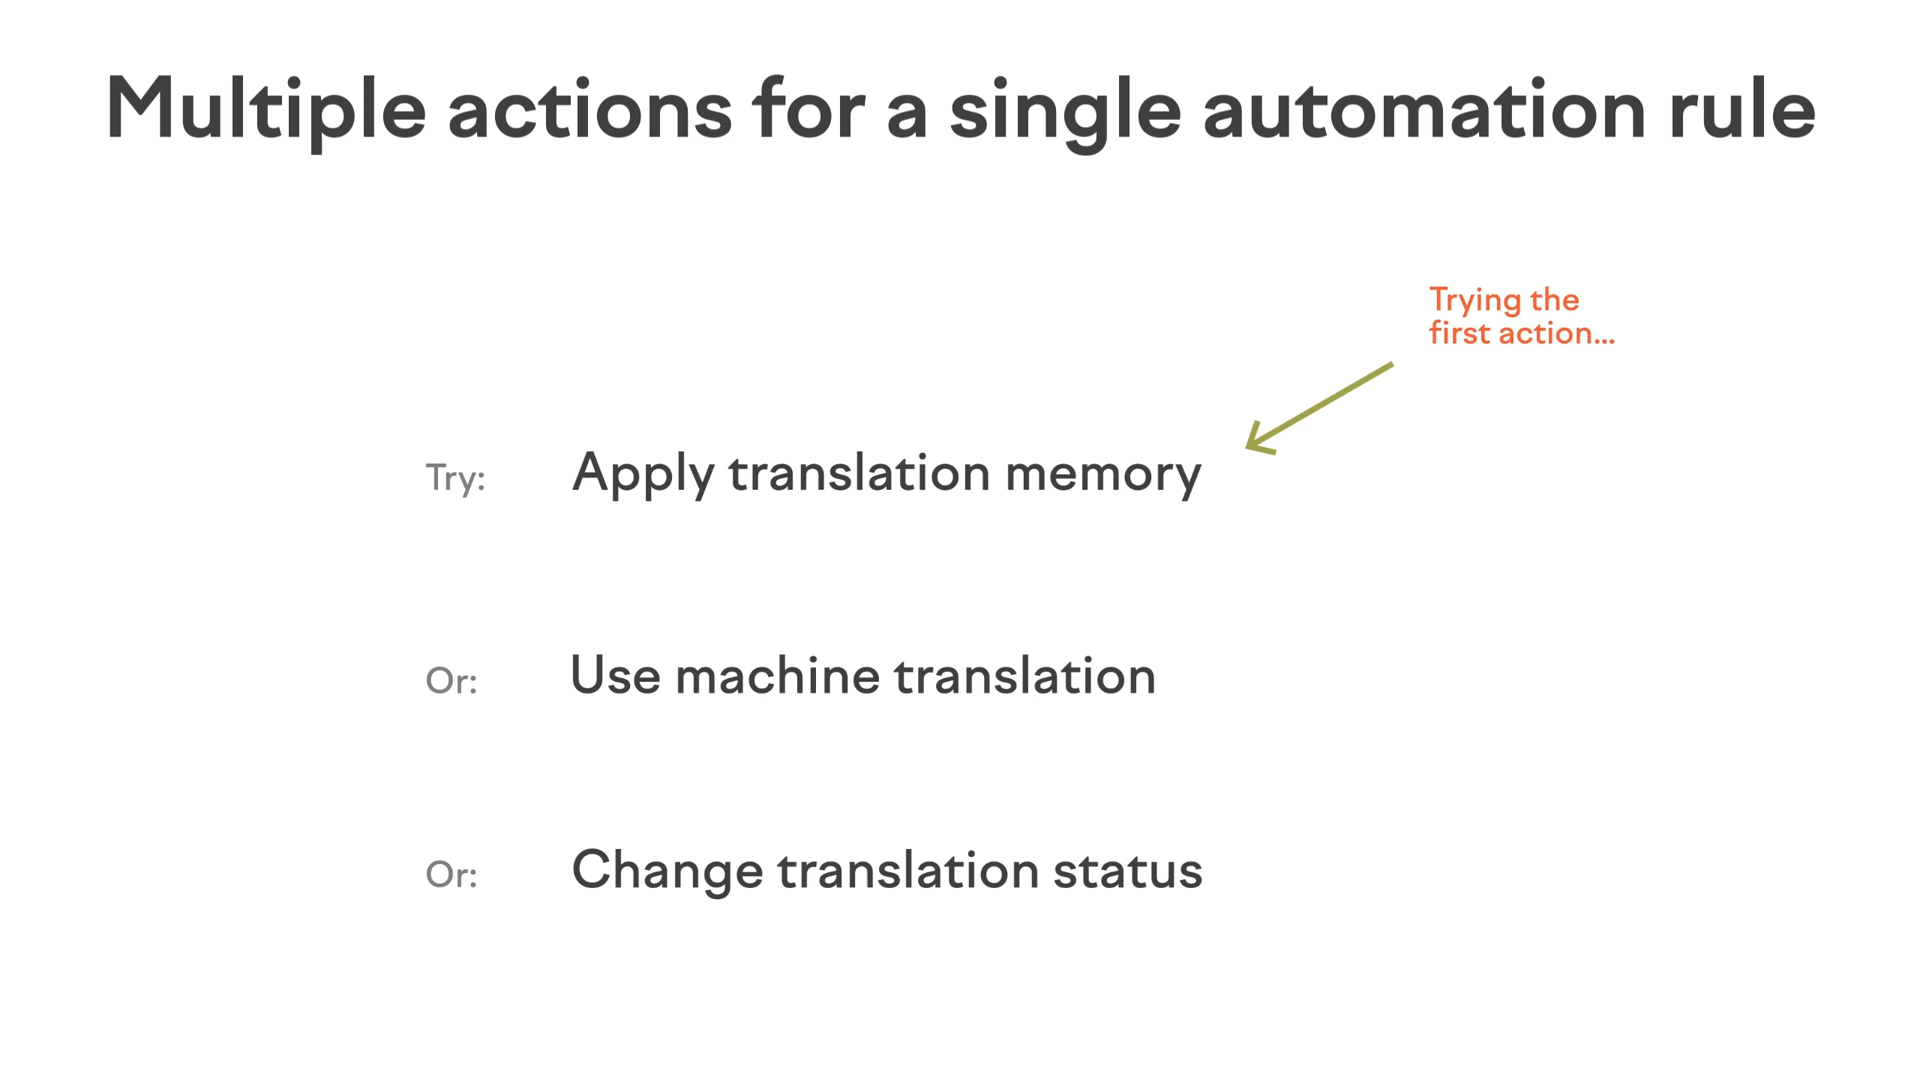 Multiple actions for a single automation rule
Trying the
first action...
Try: Apply translation memory
Or: Use machine translation
Or: Change translation status